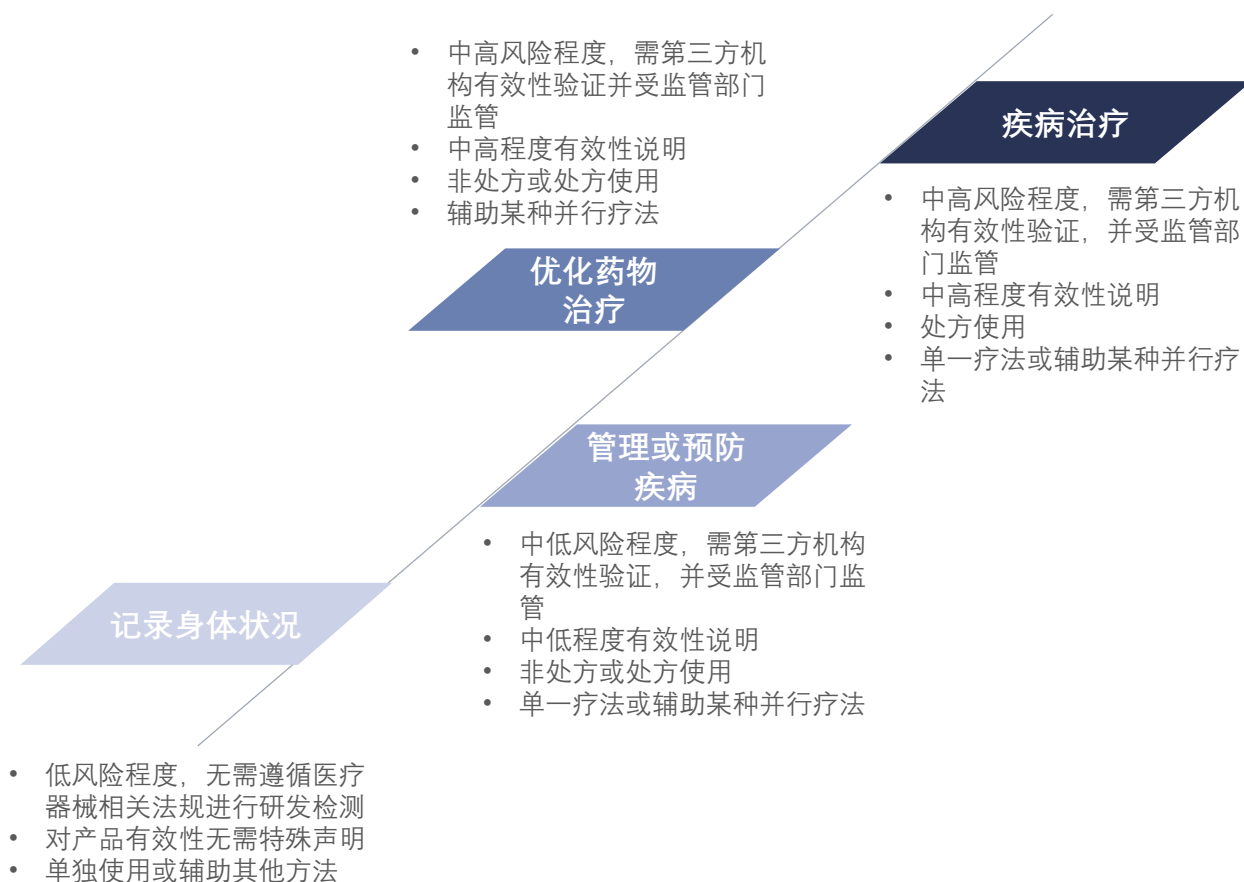 • 中高风险程度，需第三方机
构有效性验证并受监管部门
监管
• 中高程度有效性说明
• 非处方或处方使用
• 辅助某种并行疗法
疾病治疗
• 中高风险程度，需第三方机
构有效性验证，并受监管部
门监管
• 中高程度有效性说明
• 处方使用
• 单一疗法或辅助某种并行疗
法
优化药物
治疗
管理或预防
疾病
• 中低风险程度，需第三方机构
有效性验证，并受监管部门监
管
• 中低程度有效性说明
• 非处方或处方使用
• 单一疗法或辅助某种并行疗法
记录身体状况
• 低风险程度，无需遵循医疗
器械相关法规进行研发检测
• 对产品有效性无需特殊声明
• 单独使用或辅助其他方法